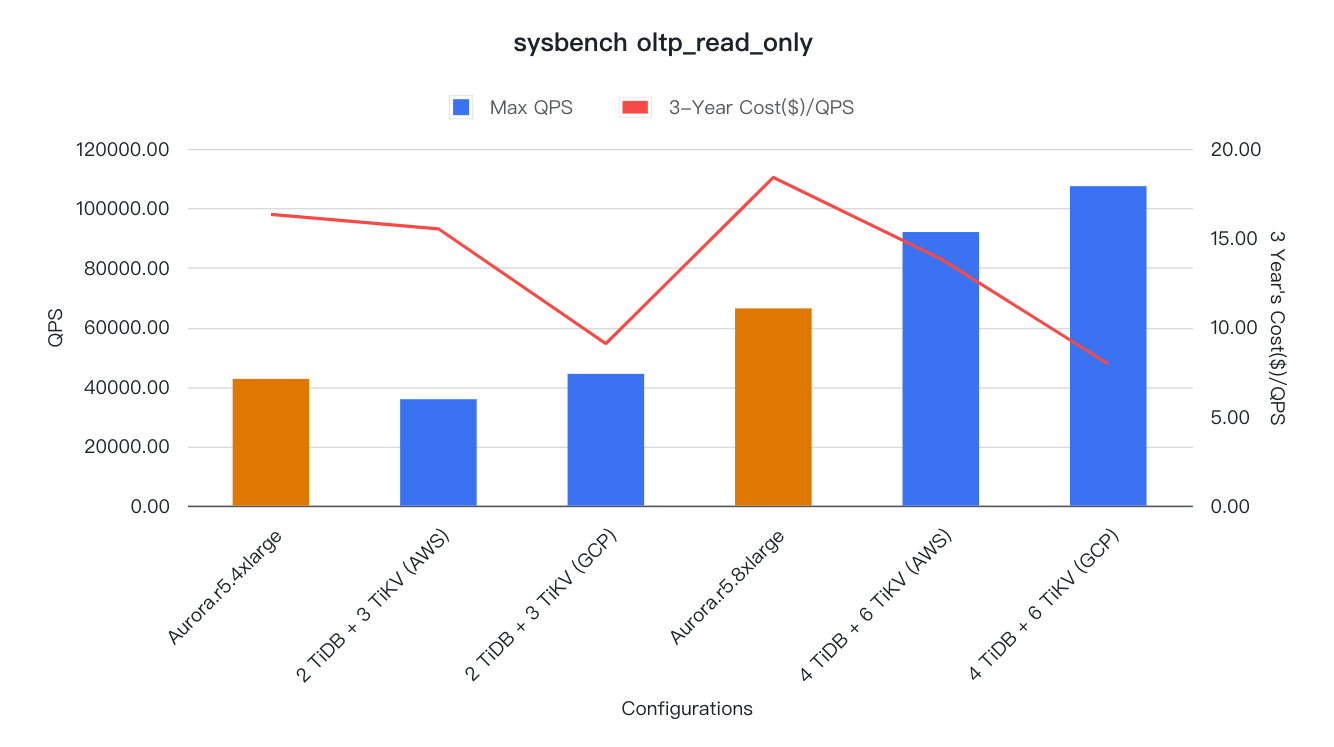 sysbench oltp_read_only
Max QPS
3-Year Cost($)/QPS
120000.00
100000.00
80000.00
60000.00
40000.00
20000.00
0.00
QPS
20.00
15.00
10.00
5.00
0.00
3 Year's Cost($)/QPS
Aurora.r5.4xlarge
2 TiDB + 3 TiKV (AWS)
2 TiDB + 3 TiKV (GCP)
Aurora.r5.8xlarge
4 TiDB + 6 TiKV (AWS)
4 TiDB + 6 TiKV (GCP)
Configurations